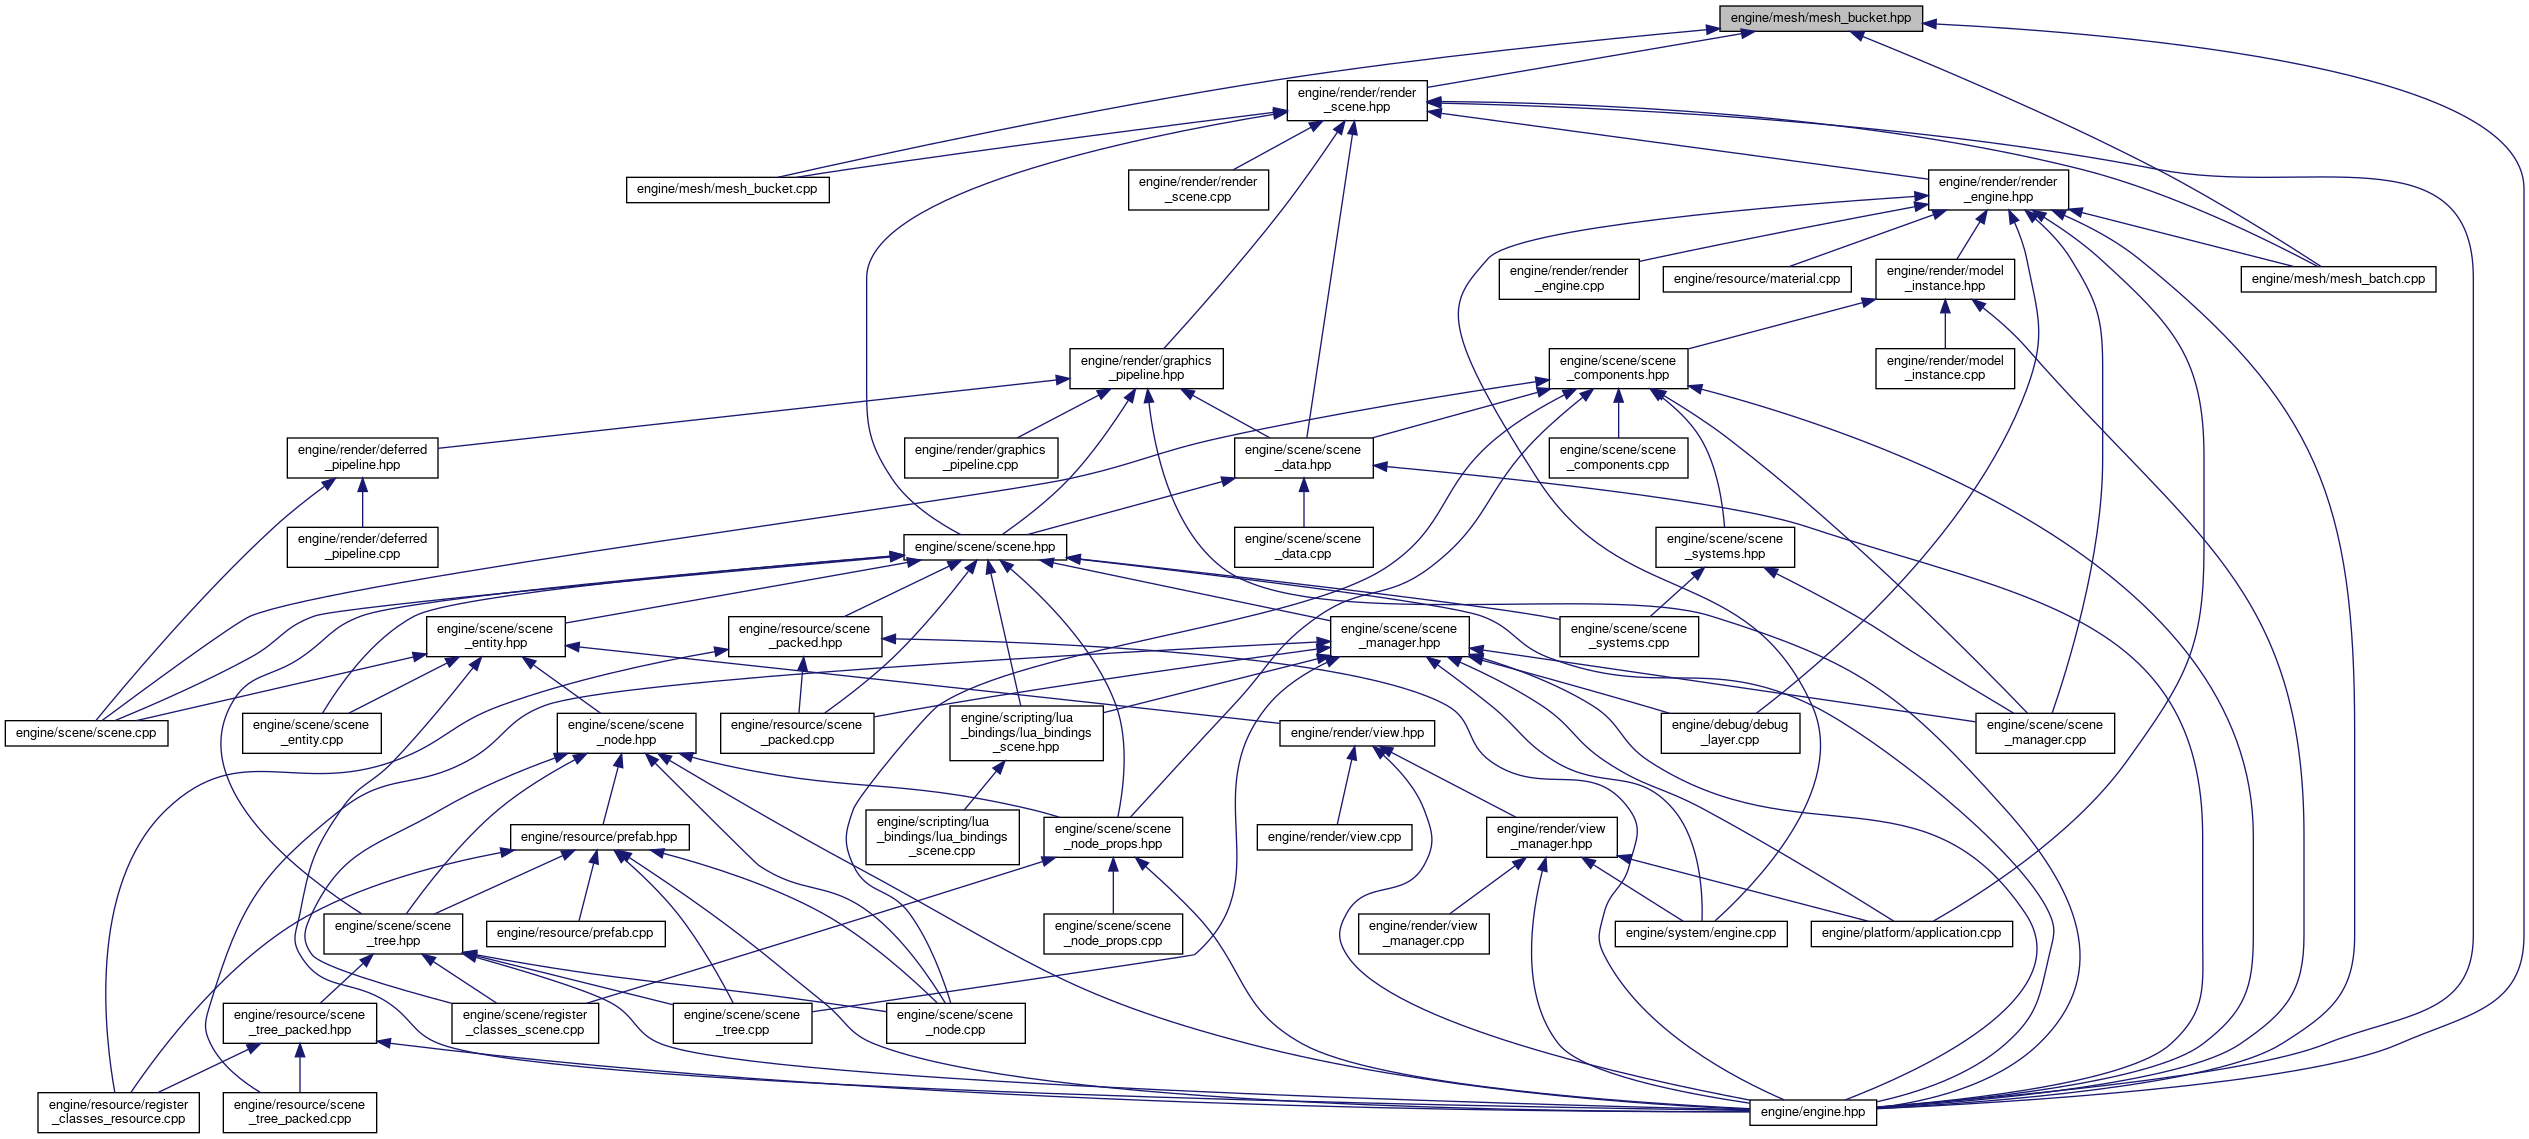 engine/mesh/mesh_bucket.hpp
engine/render/render
_scene.hpp
engine/mesh/mesh_bucket.cpp
engine/render/render
_scene.cpp
engine/render/render
_engine.hpp
engine/render/render
_engine.cpp
engine/resource/material.cpp
engine/render/model
_instance.hpp
engine/mesh/mesh_batch.cpp
engine/render/graphics
_pipeline.hpp
engine/scene/scene
_components.hpp
engine/render/model
_instance.cpp
engine/render/deferred
_pipeline.hpp
engine/render/graphics
_pipeline.cpp
engine/scene/scene
_data.hpp
engine/scene/scene
_components.cpp
engine/render/deferred
_pipeline.cpp
engine/scene/scene.hpp
engine/scene/scene
_data.cpp
engine/scene/scene
_systems.hpp
engine/scene/scene
_entity.hpp
engine/resource/scene
_packed.hpp
engine/scene/scene
_manager.hpp
engine/scene/scene
_systems.cpp
engine/scene/scene.cpp
engine/scene/scene
_entity.cpp
engine/scene/scene
_node.hpp
engine/resource/scene
_packed.cpp
engine/scripting/lua
_bindings/lua_bindings
_scene.hpp
engine/render/view.hpp
engine/debug/debug
_layer.cpp
engine/scene/scene
_manager.cpp
engine/resource/prefab.hpp
engine/scripting/lua
_bindings/lua_bindings
_scene.cpp
engine/scene/scene
_node_props.hpp
engine/render/view.cpp
engine/render/view
_manager.hpp
engine/scene/scene
_tree.hpp
engine/resource/prefab.cpp
engine/scene/scene
_node_props.cpp
engine/render/view
_manager.cpp
engine/system/engine.cpp
engine/platform/application.cpp
engine/resource/scene
_tree_packed.hpp
engine/scene/register
_classes_scene.cpp
engine/scene/scene
_tree.cpp
engine/scene/scene
_node.cpp
engine/resource/register
_classes_resource.cpp
engine/resource/scene
_tree_packed.cpp
engine/engine.hpp